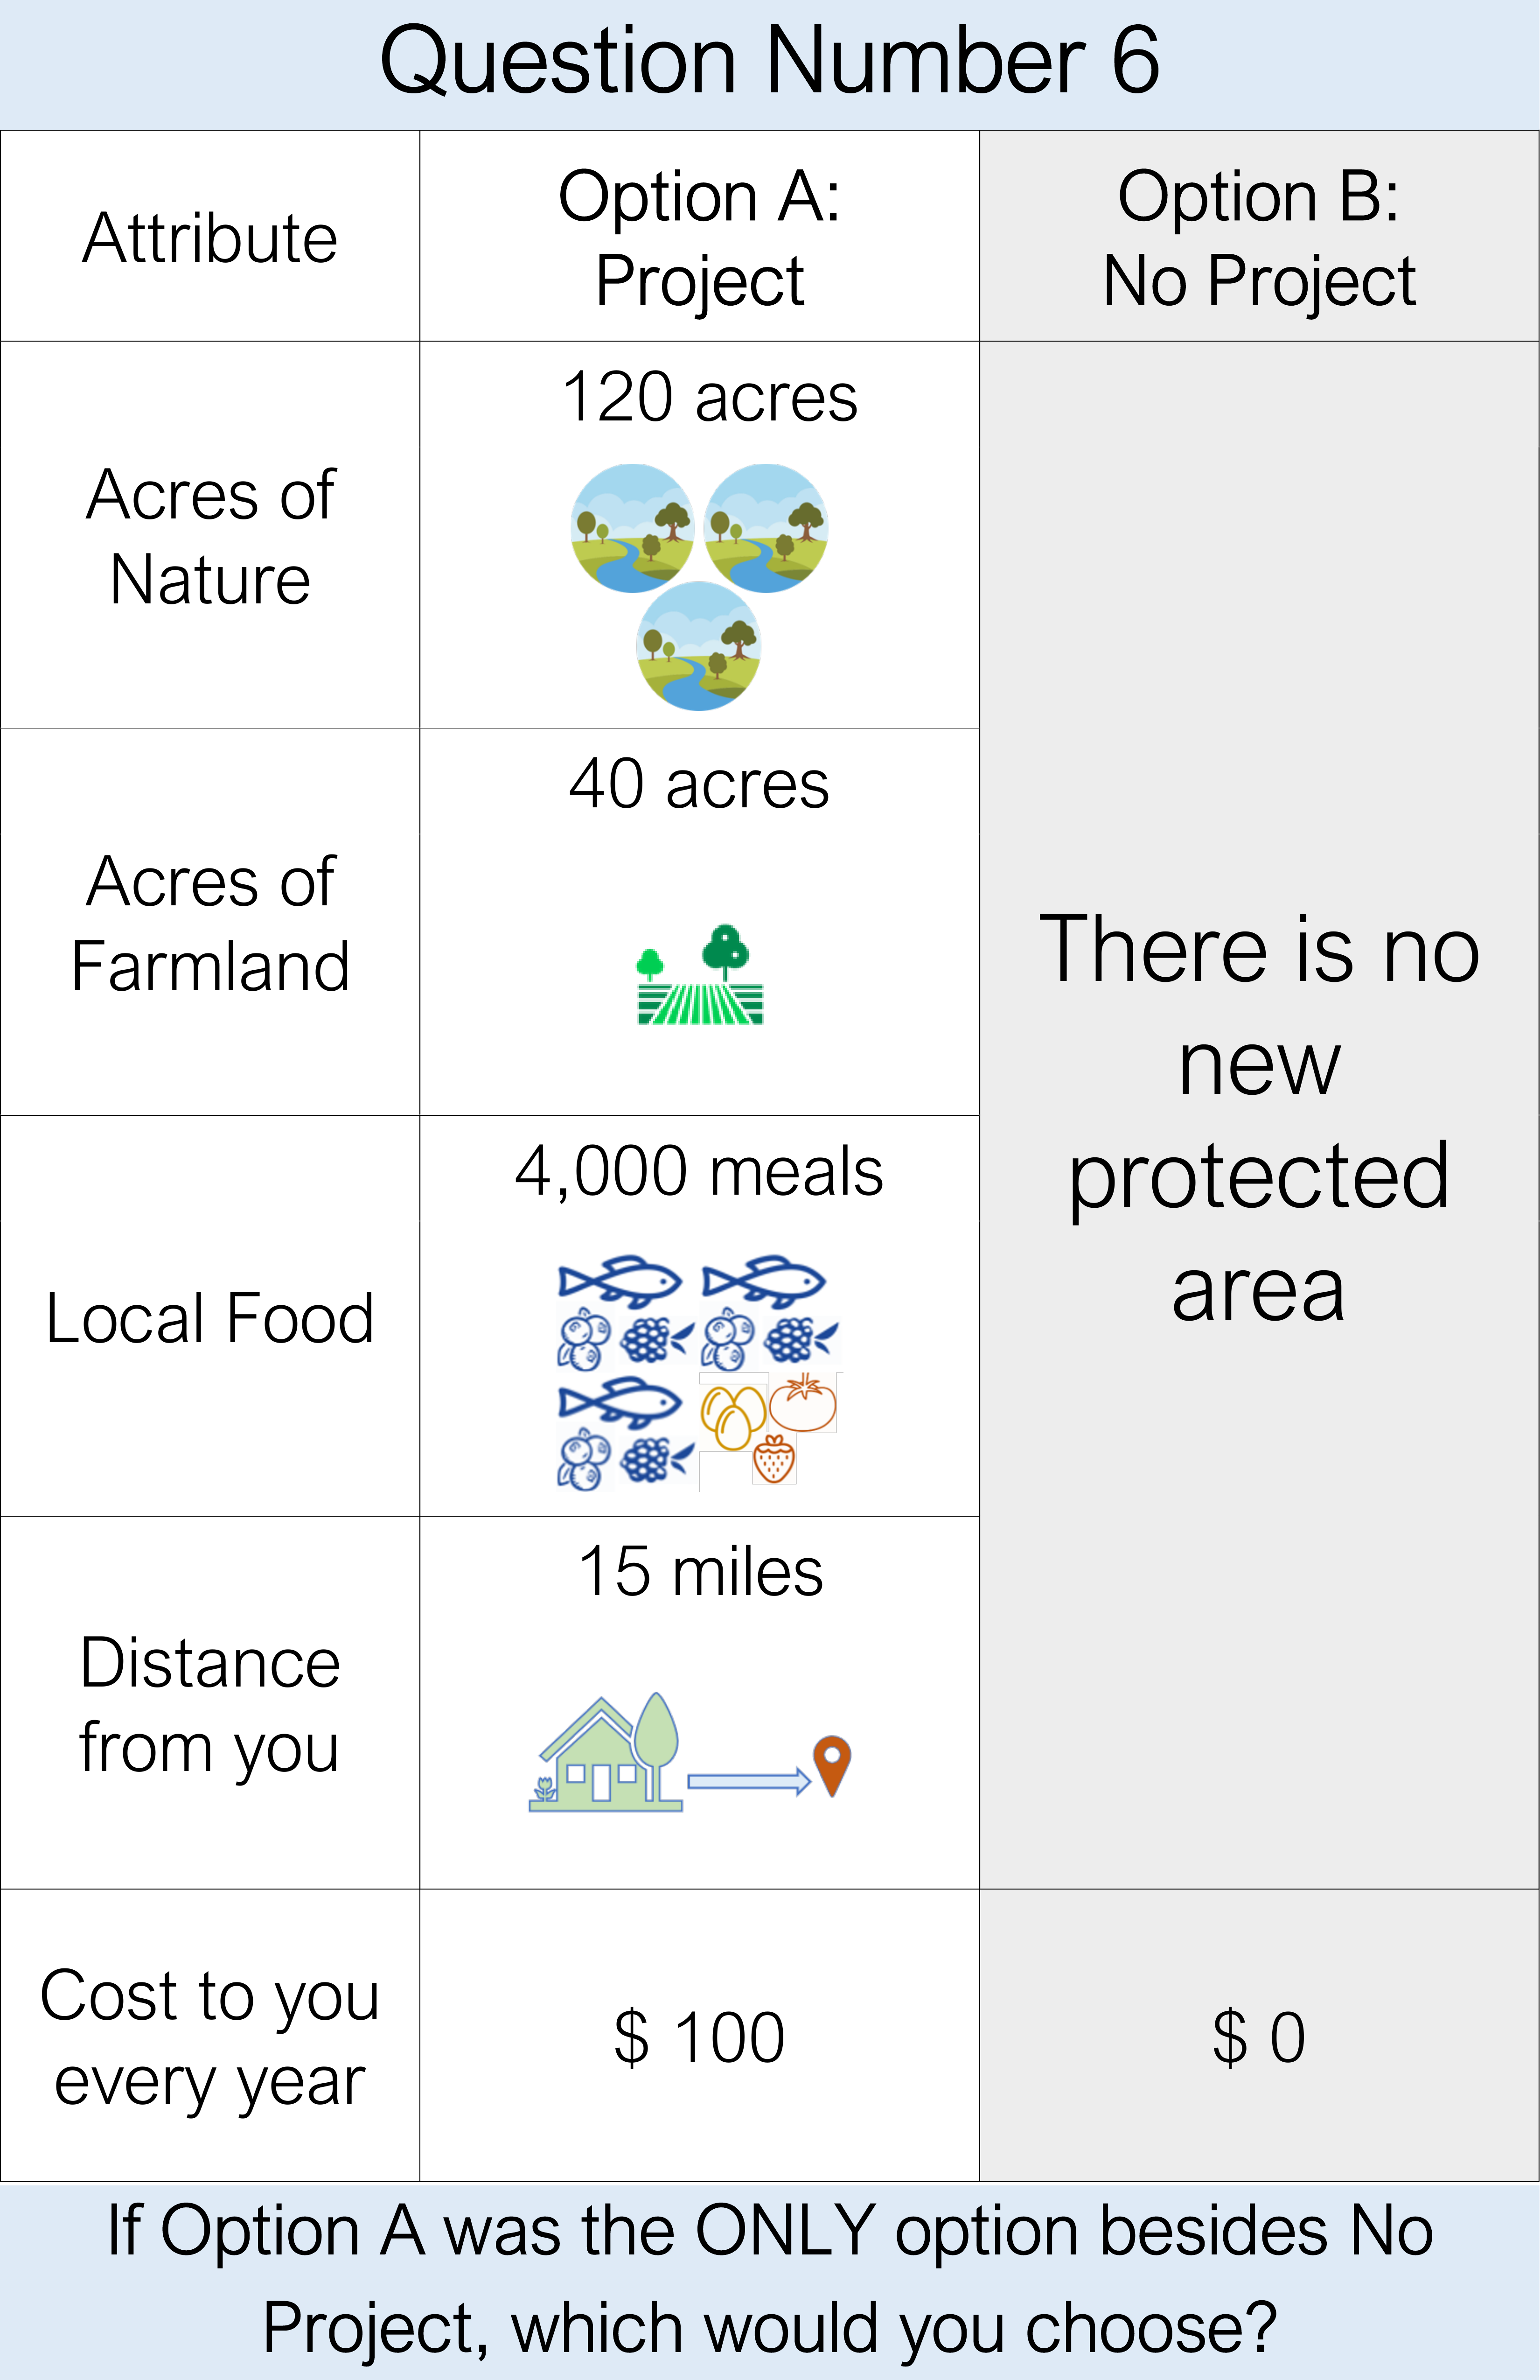 Question Number 6
Attribute
Option A:
Project
Option B:
No Project
Acres of
Nature
120 acres
Acres of
Farmland
40 acres
Local Food
4,000 meals
Distance
from you
15 miles
There is no
new
protected
area
Cost to you
every year
$ 100
$ 0
If Option A was the ONLY option besides No
Project, which would you choose?